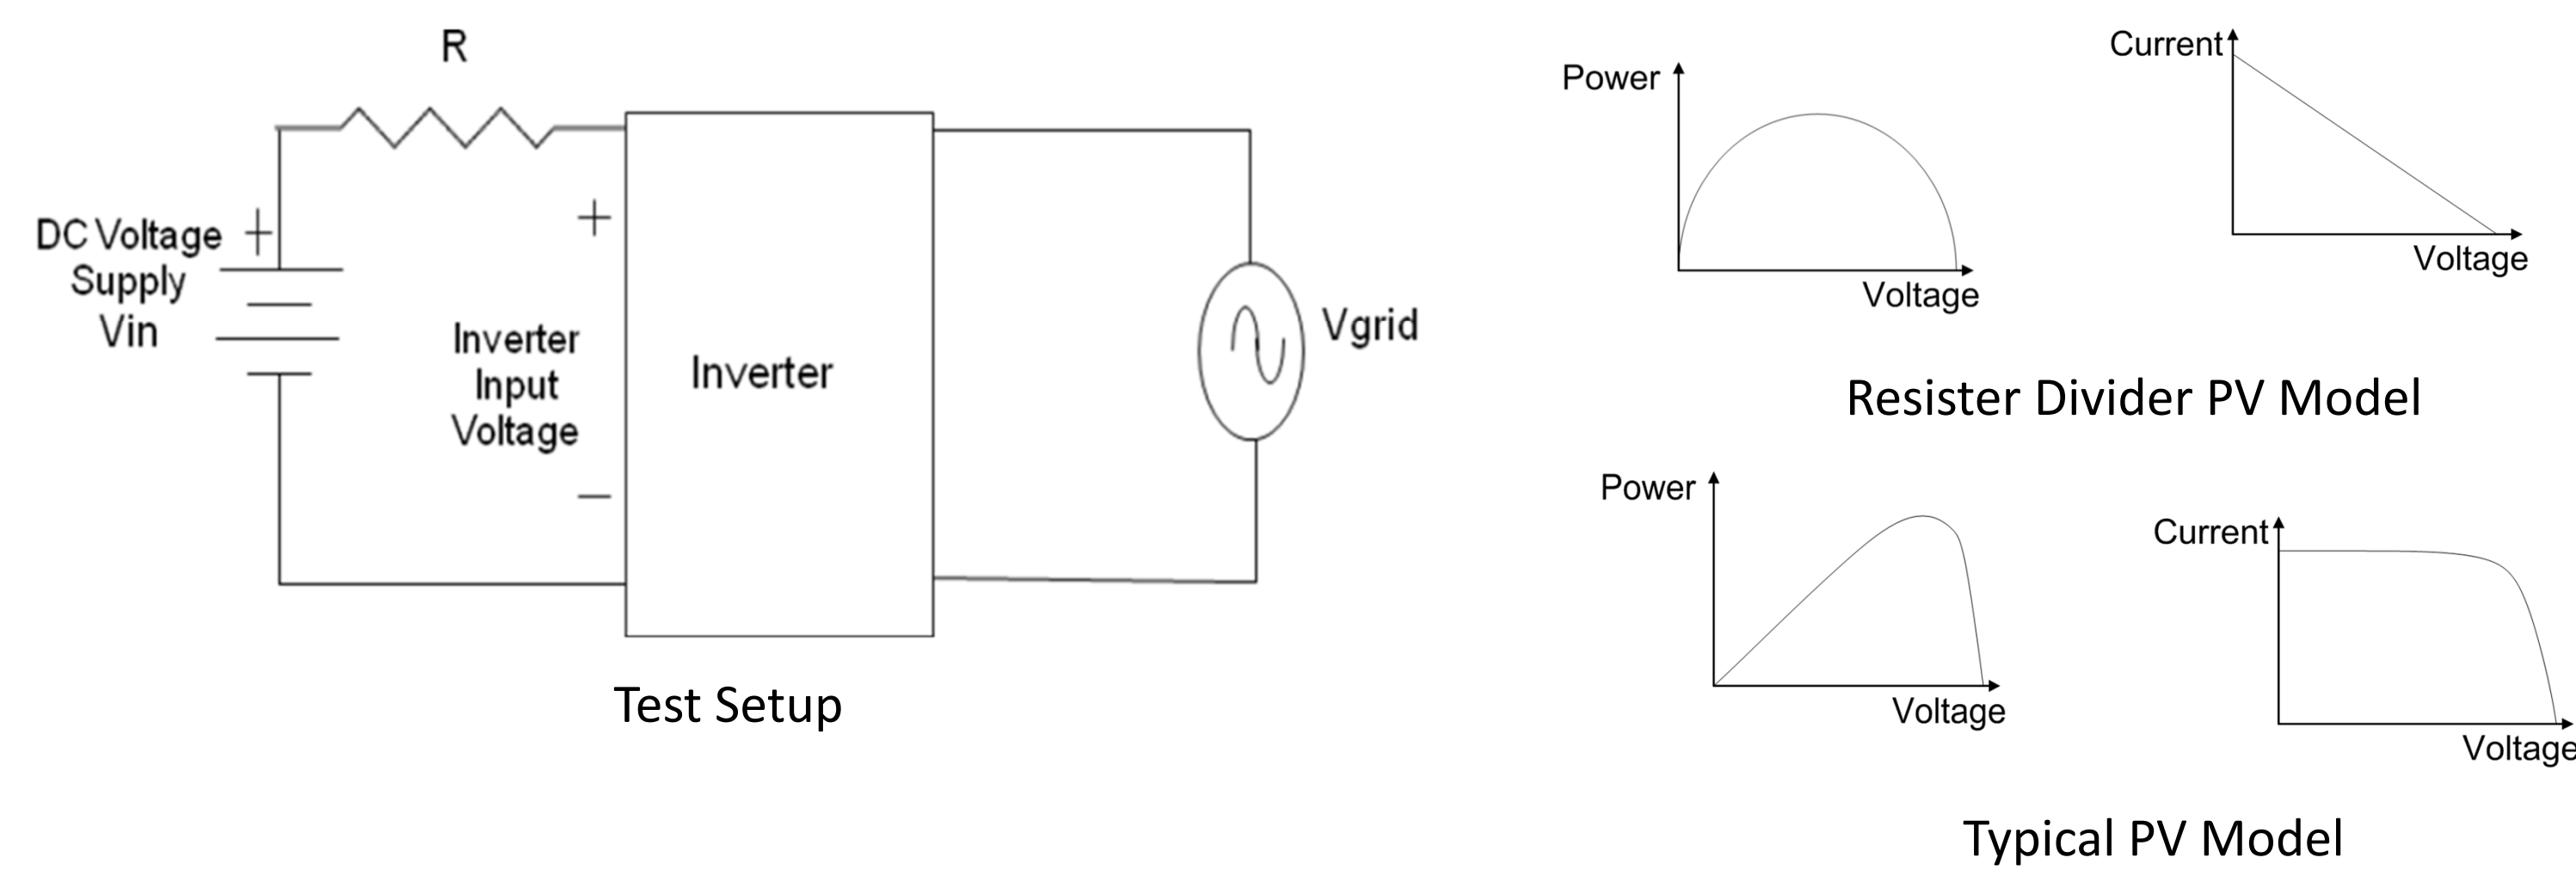 R
DC Voltage
Supply
Vin
+
+
Inverter
Input
Voltage
−
Inverter
Vgrid
Test Setup
Power
Voltage
Current
Voltage
Resister Divider PV Model
Power
Voltage
Current
Voltage
Typical PV Model